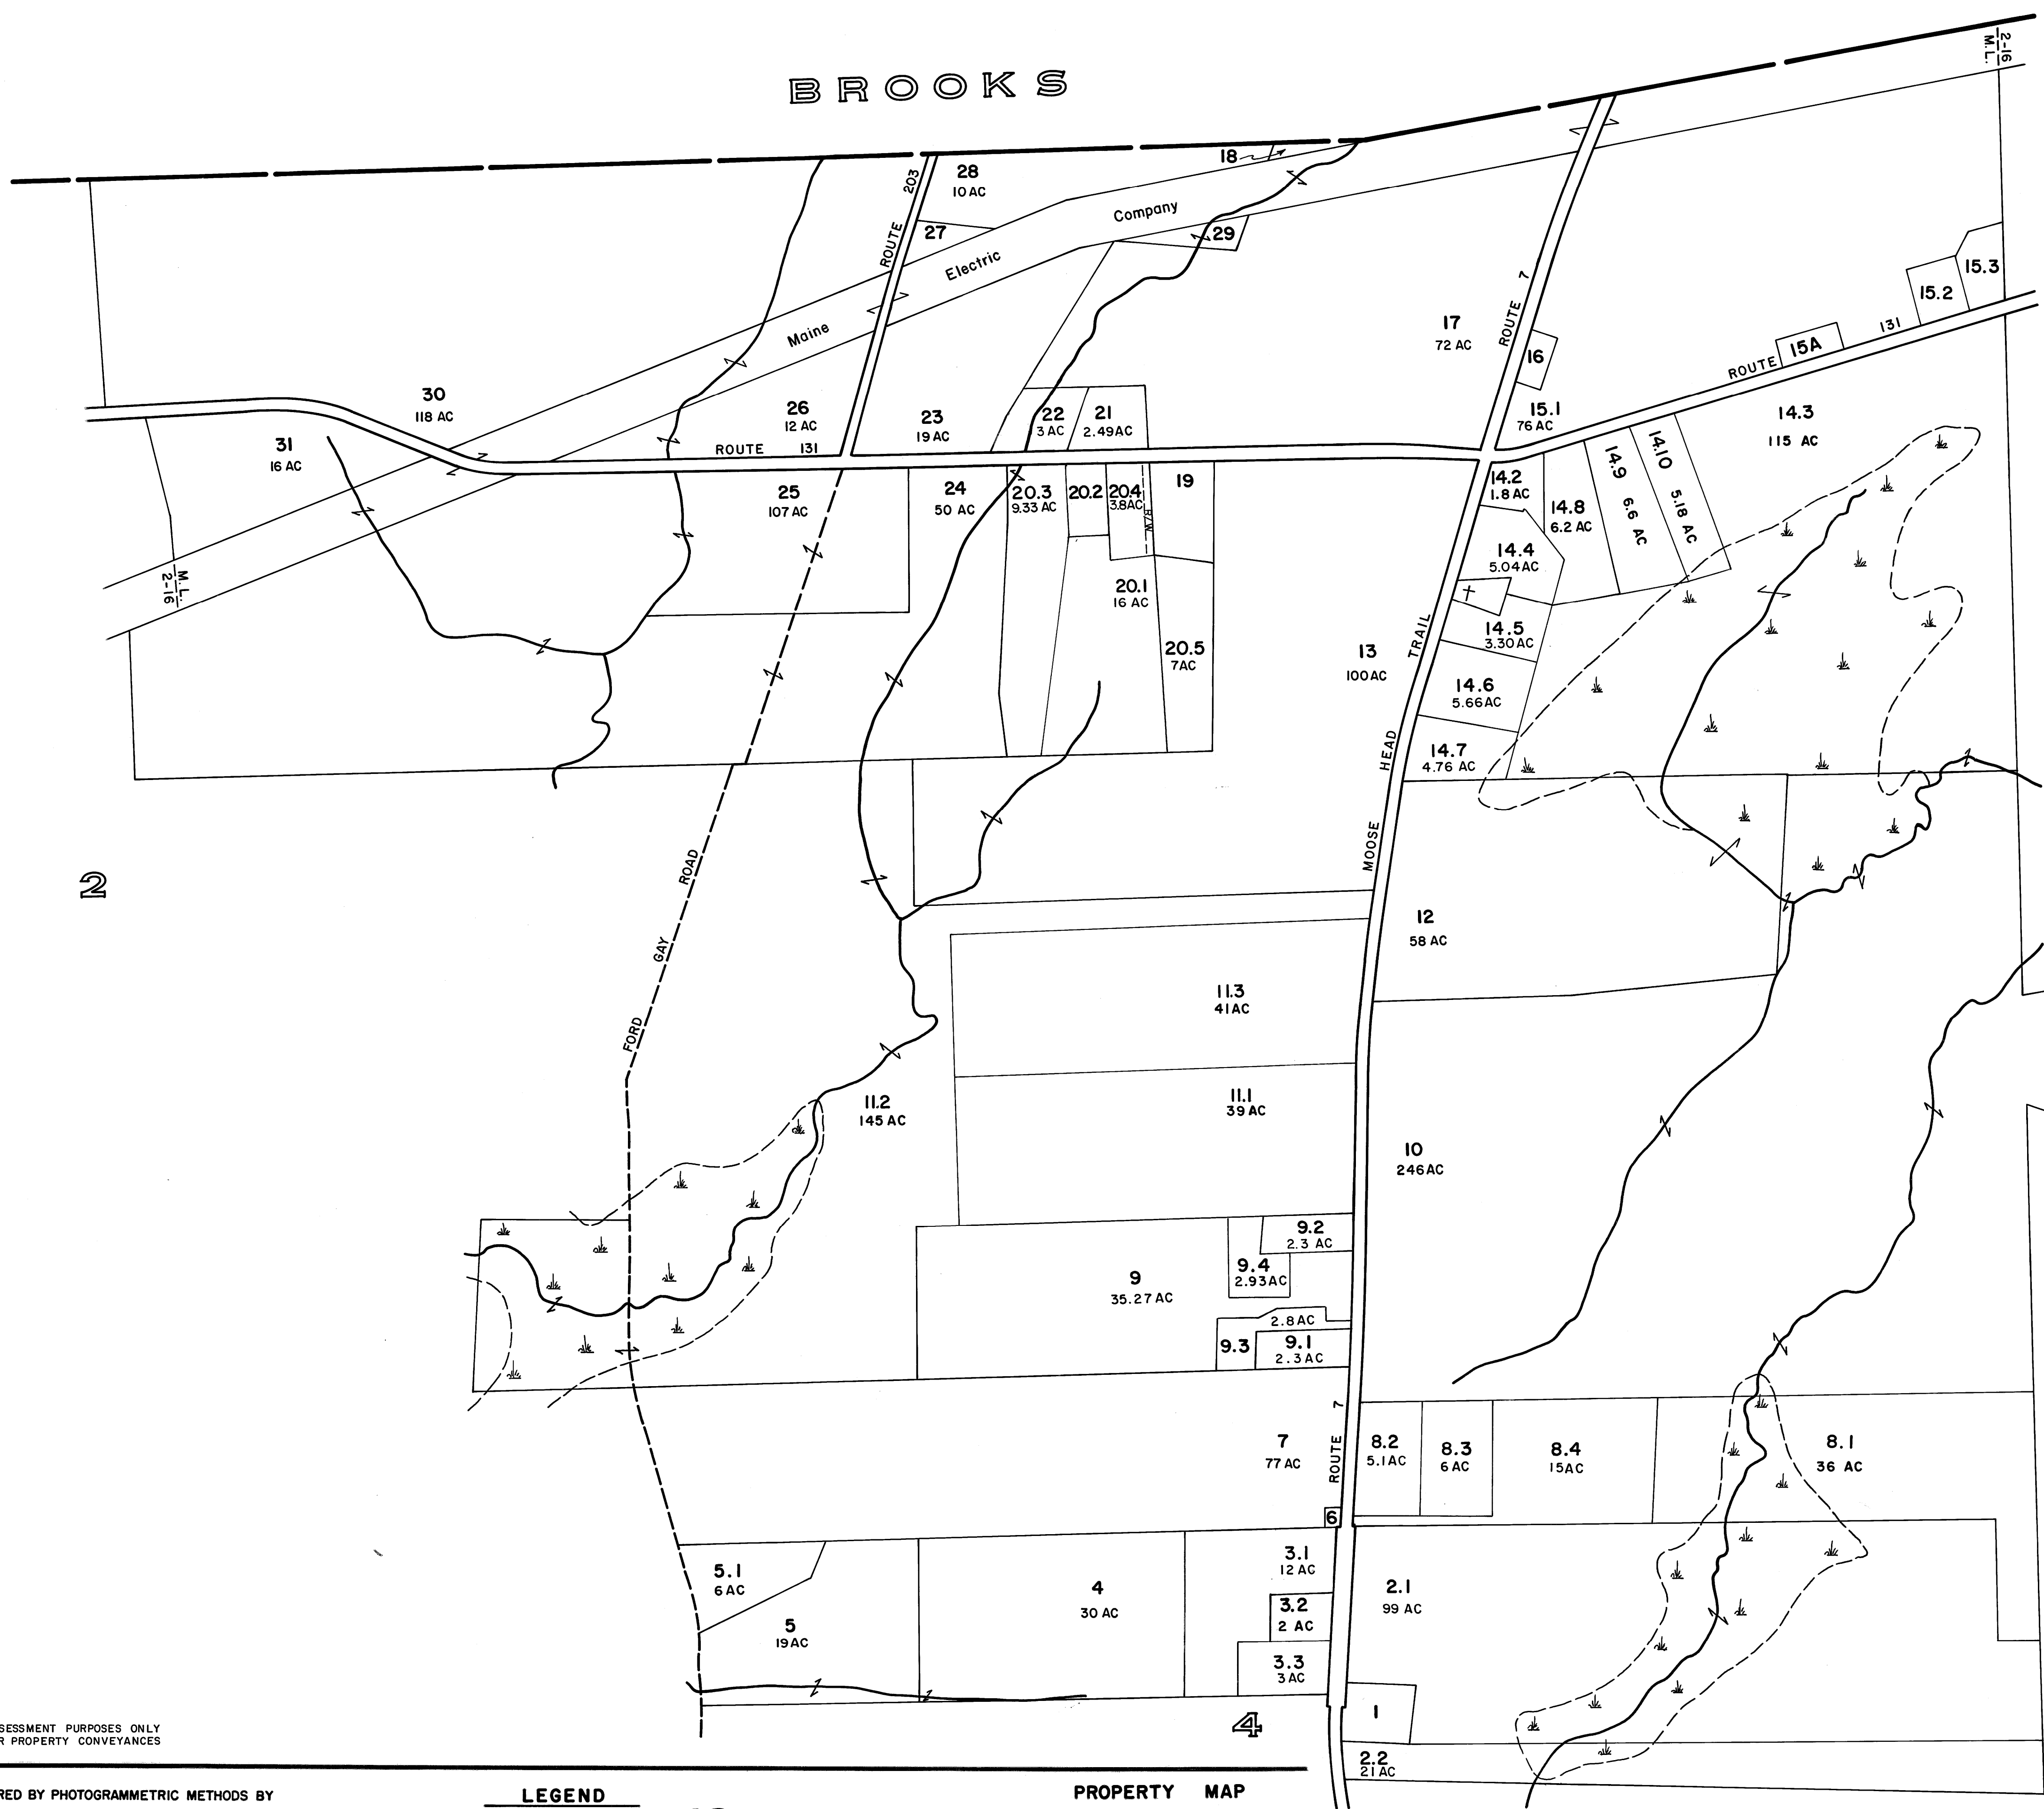 BROOKS
2-16
M. L.
18
28
10 AC
ROUTE 203
27
Company
29
Electric
Maine
17
72 AC
ROUTE 7
16
15.3
15.2
15A
ROUTE 131
30
118 AC
31
16 AC
26
12 AC
23
19 AC
22
3 AC
21
2.49 AC
15.1
76 AC
14.3
115 AC
ROUTE 131
25
107 AC
24
50 AC
20.3
9.33 AC
20.2
20.4
3.8 AC
R/W
19
14.2
1.8 AC
14.8
6.2 AC
14.9 6.6 AC
14.10 5.18 AC
14.4
5.04 AC
M. L.
2-16
20.1
16 AC
20.5
7 AC
13
100 AC
14.5
3.30 AC
14.6
5.66 AC
14.7
4.76 AC
MOOSE HEAD TRAIL
2
FORD GAY ROAD
12
58 AC
11.3
41 AC
11.2
145 AC
11.1
39 AC
10
246 AC
9
35.27 AC
9.2
2.3 AC
9.4
2.93 AC
2.8 AC
9.3
9.1
2.3 AC
7
77 AC
ROUTE 7
6
8.2
5.1 AC
8.3
6 AC
8.4
15 AC
8.1
36 AC
5.1
6 AC
5
19 AC
4
30 AC
3.1
12 AC
3.2
2 AC
3.3
3 AC
2.1
99 AC
1
2.2
21 AC
4
SESSMENT PURPOSES ONLY
R PROPERTY CONVEYANCES
RED BY PHOTOGRAMMETRIC METHODS BY
LEGEND
PROPERTY MAP